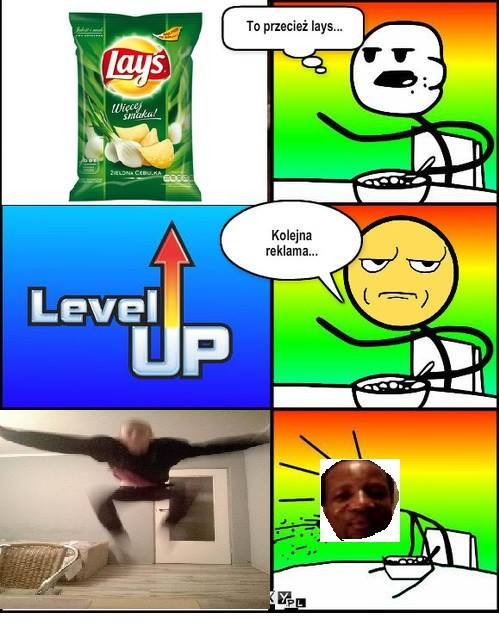 To przecież lays...
Lay's
Więcej
smaku!
ZIELONA CEBULKA
Kolejna
reklama...
Level
UP